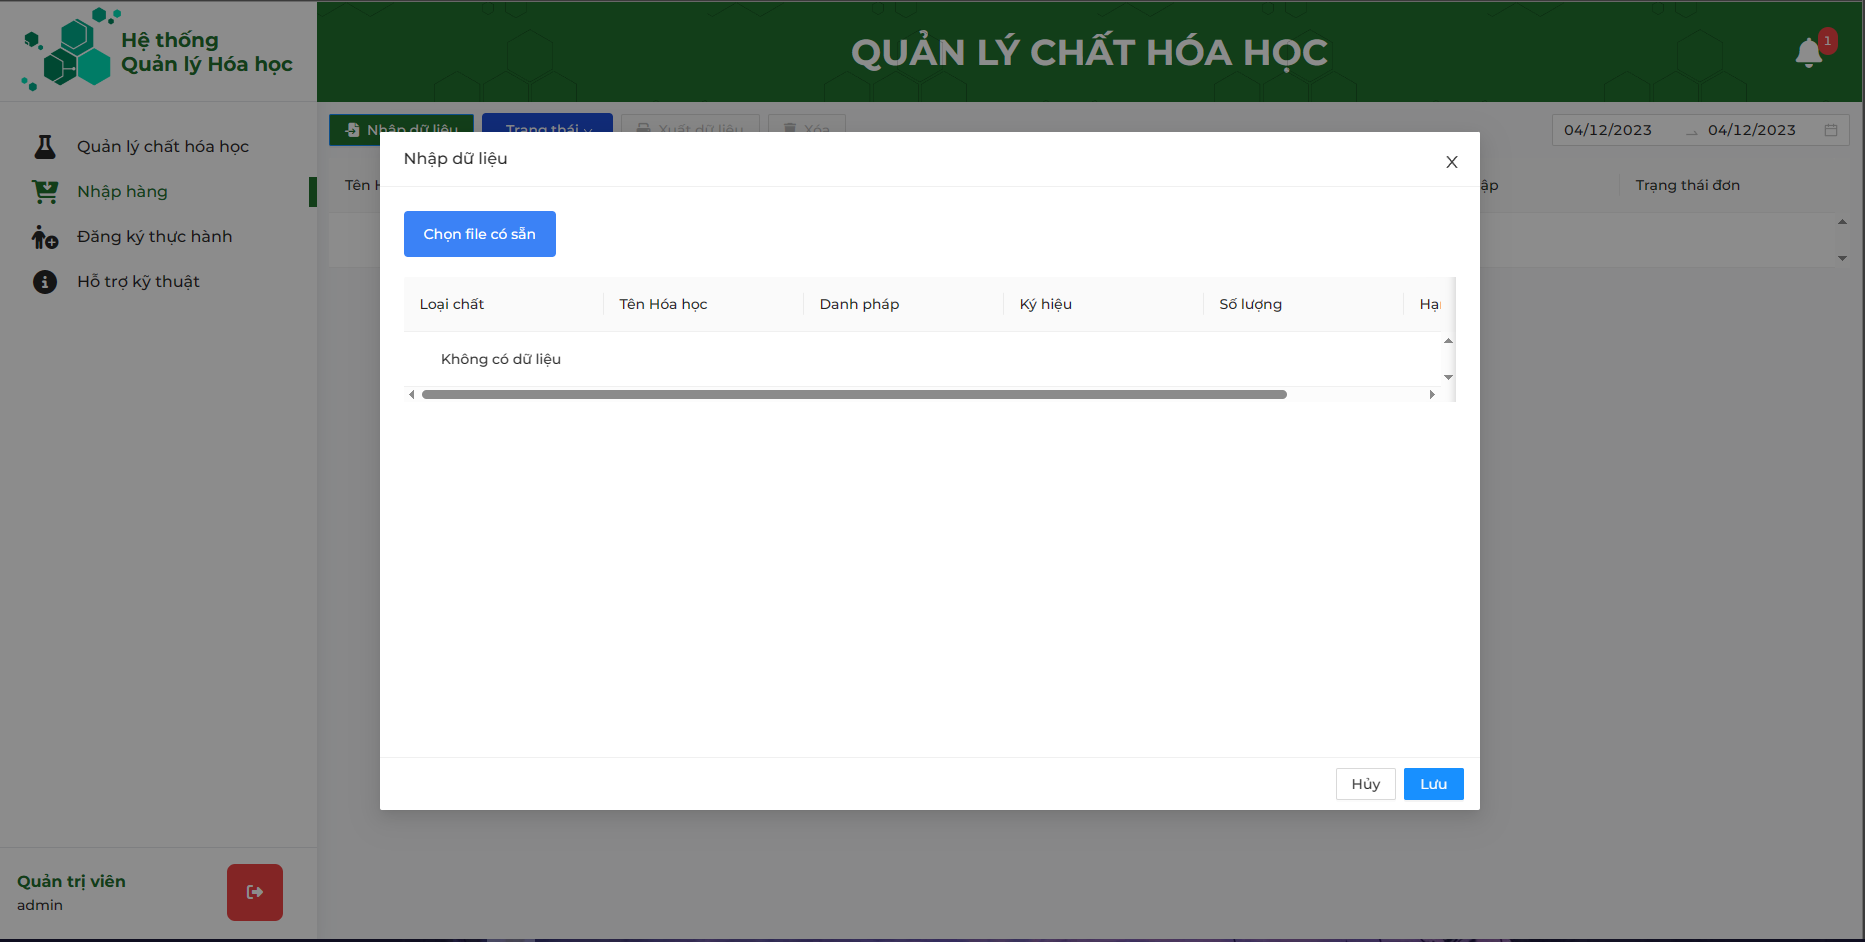 Hệ thống
Quản lý Hóa học
QUẢN LÝ CHẤT HÓA HỌC
1
Quản lý chất hóa học
Nhập hàng
Đăng ký thực hành
Hỗ trợ kỹ thuật
Nhập dữ liệu
Trạng thái
Xuất dữ liệu
Xóa
04/12/2023
04/12/2023
Tên
Trạng thái đơn
Nhập dữ liệu
X
Chọn file có sẵn
Loại chất
Tên Hóa học
Danh pháp
Ký hiệu
Số lượng
Không có dữ liệu
Hủy
Lưu
Quản trị viên
admin